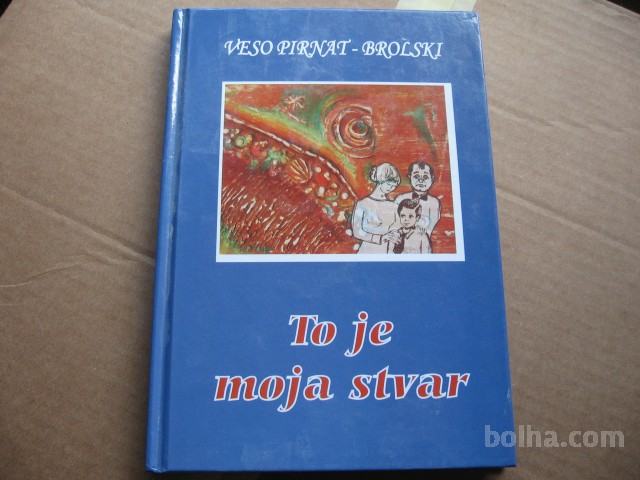 VESO PIRNAT - BROLSKI
To je
moja stvar
bolha.com